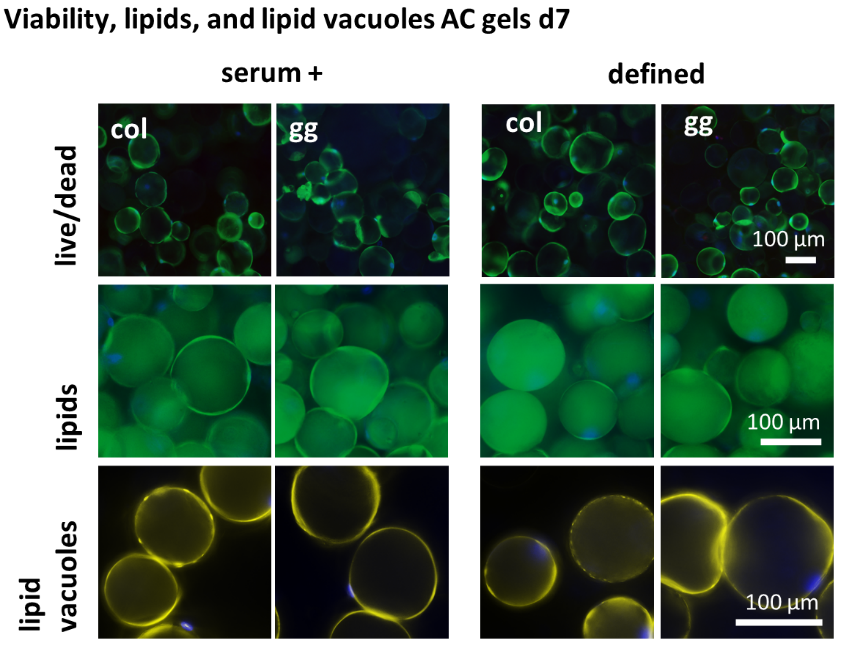 Viability, lipids, and lipid vacuoles AC gels d7
serum +
defined
live/dead
col
gg
col
gg
100 µm
lipids
100 µm
lipid
vacuoles
100 µm